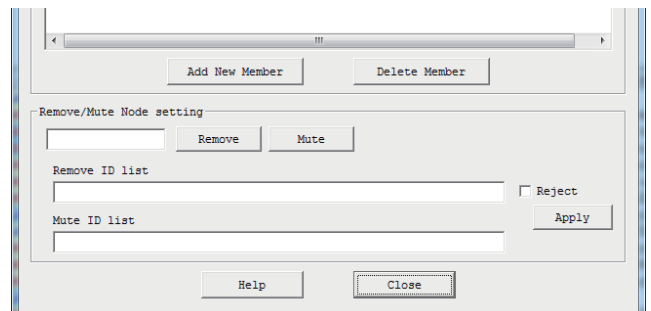 Add New Member Delete Member
Remove/Mute Node setting
Remove Mute
Remove ID list
Reject
Mute ID list
Apply
Help Close